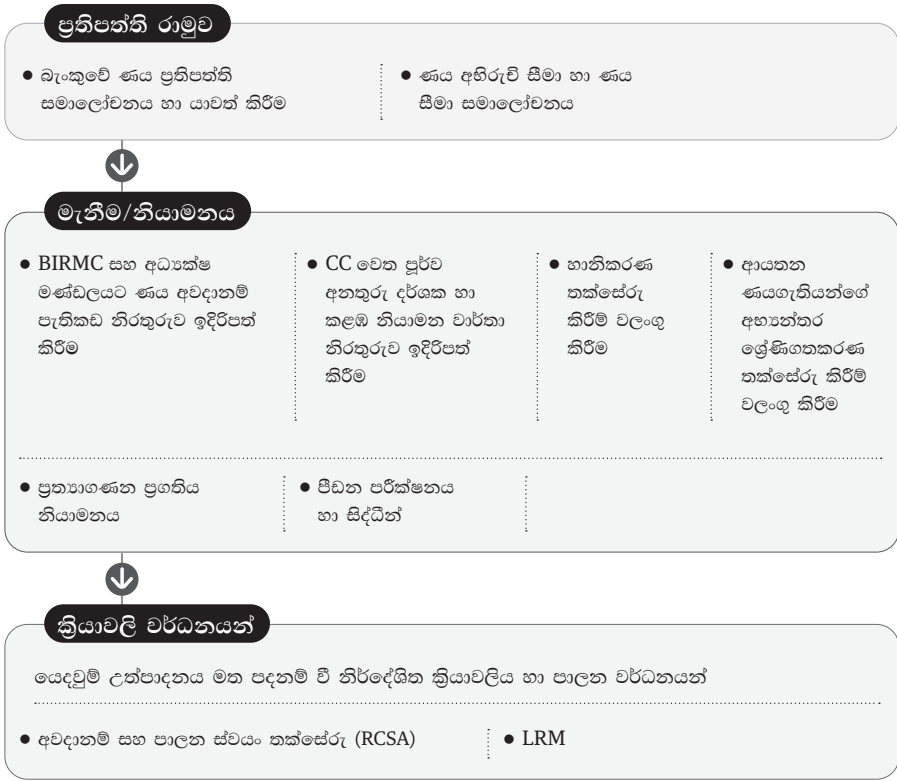 ප්‍රතිපත්ති රාමුව
● බැංකුවේ ණය ප්‍රතිපත්ති
සමාලෝචනය හා යාවත් කිරීම
● ණය අභිරුචි සීමා හා ණය
සීමා සමාලෝචනය
මැනීම/නියාමනය
● BIRMC සහ අධ්‍යක්ෂ
මණ්ඩලයට ණය අවදානම්
පැතිකඩ නිරතුරුව ඉදිරිපත්
කිරීම
● CC වෙත පූර්ව
අනතුරු දර්ශක හා
කළඹ නියාමන වාර්තා
නිරතුරුව ඉදිරිපත්
කිරීම
● හානිකරණ
තක්සේරු
කිරීම් වලංගු
කිරීම
● ආයතන
ණයගැතියන්ගේ
අභ්‍යන්තර
ශ්‍රේණිගතකරණ
තක්සේරු කිරීම්
වලංගු කිරීම
● ප්‍රත්‍යාගණන ප්‍රගතිය
නියාමනය
● පීඩන පරීක්ෂනය
හා සිද්ධීන්
ක්‍රියාවලි වර්ධනයන්
යෙදවුම් උත්පාදනය මත පදනම් වී නිර්දේශිත ක්‍රියාවලිය හා පාලන වර්ධනයන්
● අවදානම් සහ පාලන ස්වයං තක්සේරු (RCSA)
● LRM